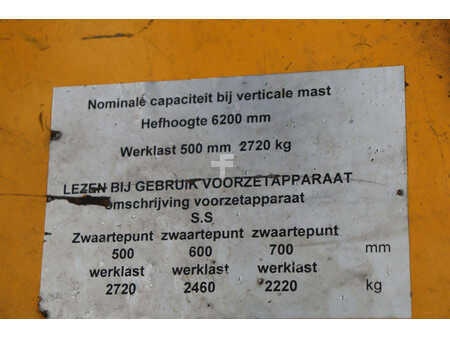 Nominale capaciteit bij verticale mast
Hefhoogte 6200 mm
Werklast 500 mm 2720 kg
LEZEN BIJ GEBRUIK VOORZETAPPARAAT
omschrijving voorzetapparaat
S.S
Zwaartepunt zwaartepunt zwaartepunt
500 600 700 mm
werklast werklast werklast
2720 2460 2220 kg